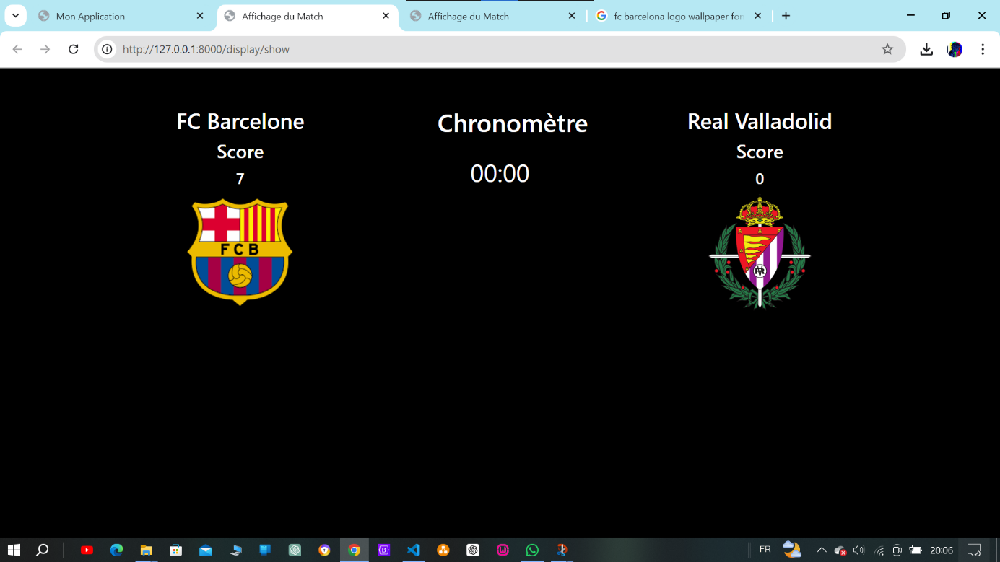 Mon Application
Affichage du Match
Affichage du Match
fc barcelona logo wallpaper fon
http://127.0.0.1:8000/display/show
FC Barcelone
Chronomètre
Real Valladolid
Score
Score
7
00:00
0
FCB
FR
20:06